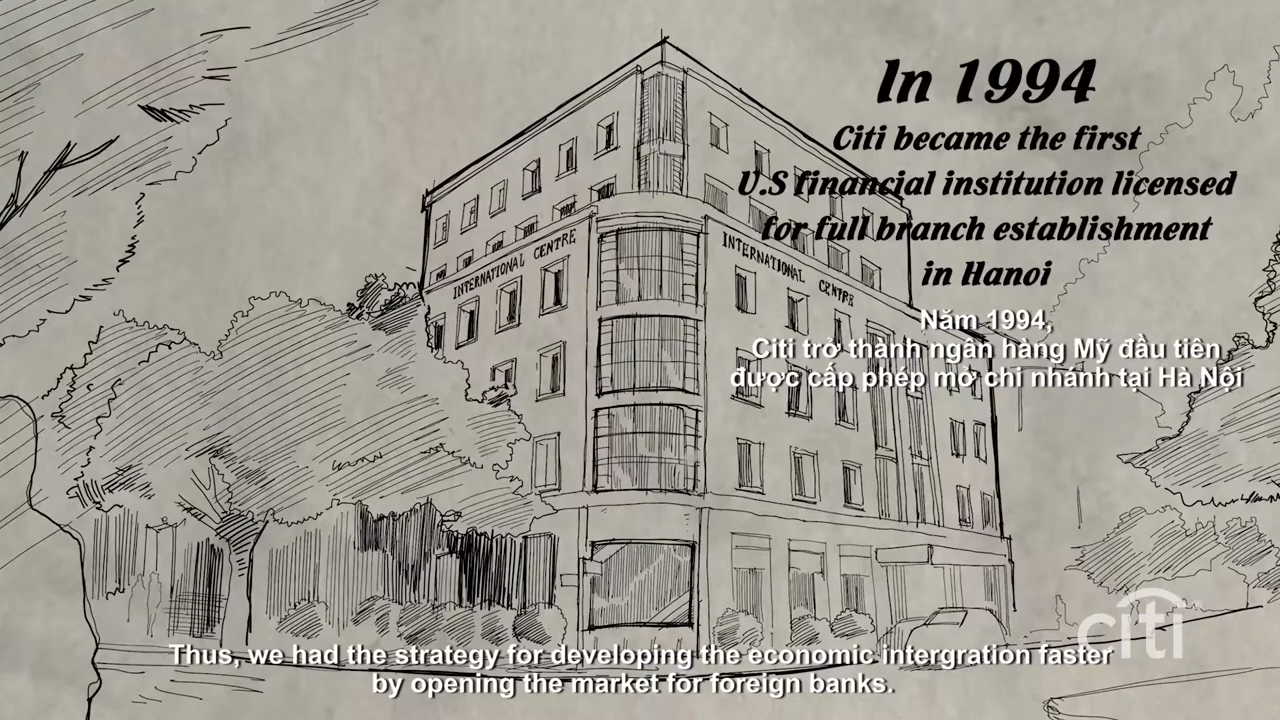 In 1994
Citi became the first
U.S financial institution licensed
for full branch establishment
in Hanoi
Năm 1994,
Citi trở thành ngân hàng Mỹ đầu tiên
được cấp phép mở chi nhánh tại Hà Nội
INTERNATIONAL CENTRE
INTERNATIONAL CENTRE
citi
Thus, we had the strategy for developing the economic intergration faster
by opening the market for foreign banks.